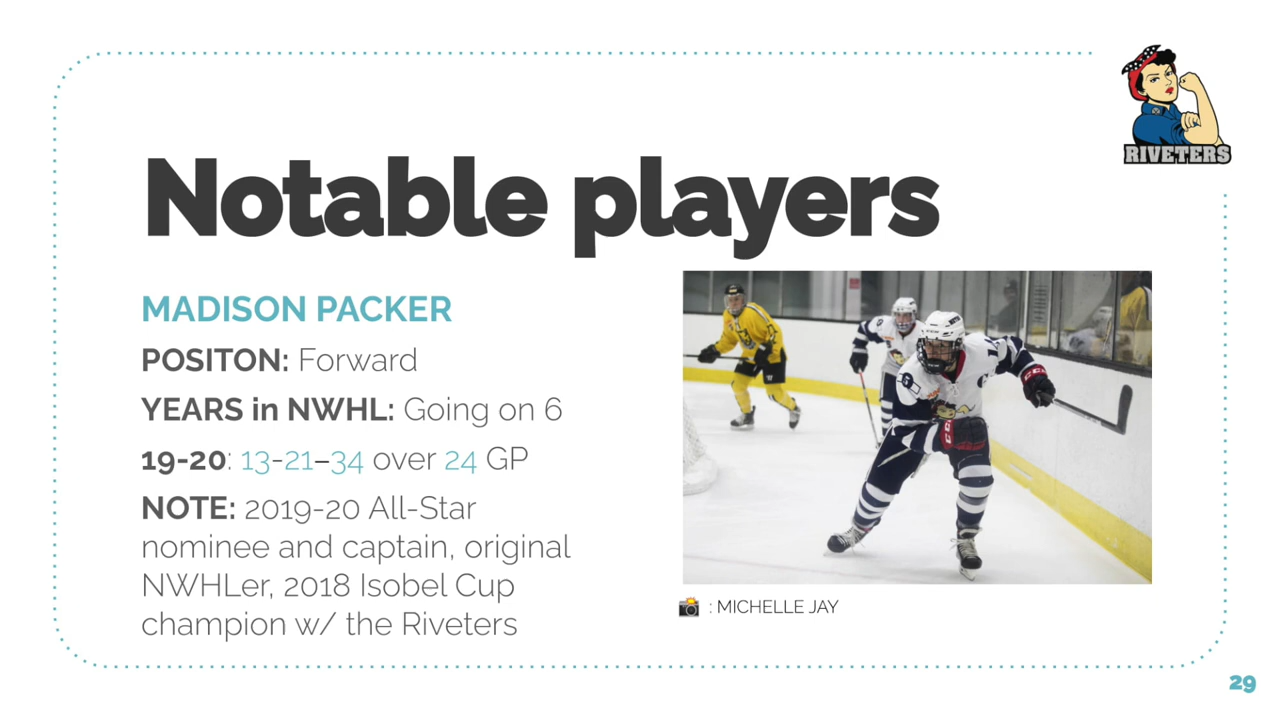 RIVETERS
Notable players
MADISON PACKER
POSITON: Forward
YEARS in NWHL: Going on 6
19-20: 13-21–34 over 24 GP
NOTE: 2019-20 All-Star
nominee and captain, original
NWHLer, 2018 Isobel Cup
champion w/ the Riveters
: MICHELLE JAY
29